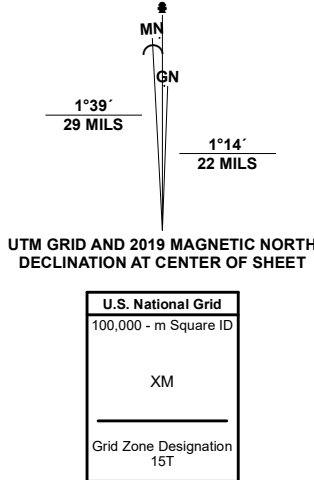 MN
GN
1°39´
29 MILS
1°14´
22 MILS
UTM GRID AND 2019 MAGNETIC NORTH
DECLINATION AT CENTER OF SHEET
U.S. National Grid
100,000 - m Square ID
XM
Grid Zone Designation
15T